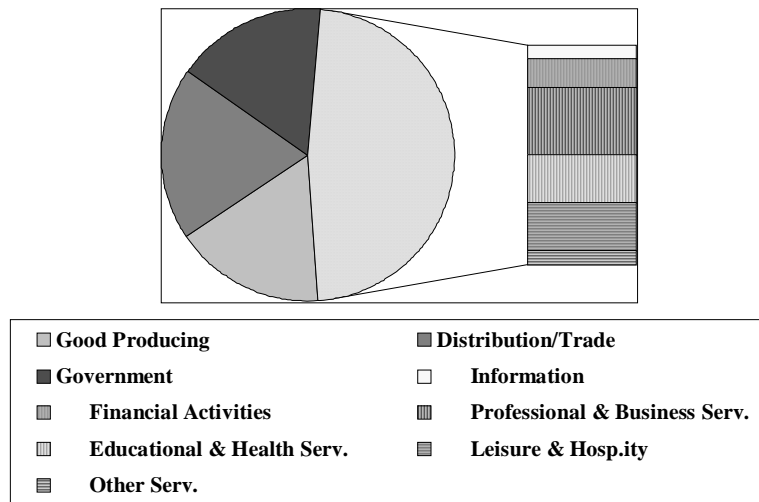 Good Producing Distribution/Trade
Government Information
Financial Activities Professional & Business Serv.
Educational & Health Serv. Leisure & Hosp.ity
Other Serv.